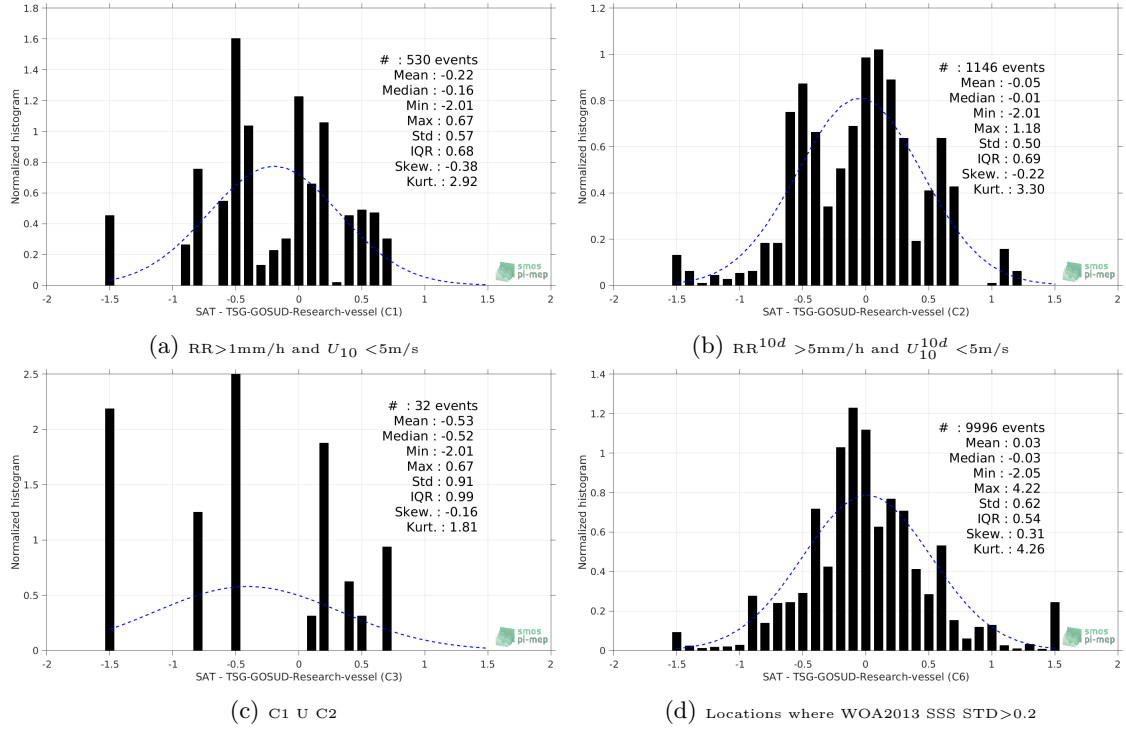 1.8
1.6
1.4
1.2
1
0.8
0.6
0.4
0.2
0
Normalized histogram
# : 530 events
Mean : -0.22
Median : -0.16
Min : -2.01
Max : 0.67
Std : 0.57
IQR : 0.68
Skew. : -0.38
Kurt. : 2.92
smos
pi-mep
-2 -1.5 -1 -0.5 0 0.5 1 1.5 2
SAT - TSG-GOSUD-Research-vessel (C1)
(a) RR>1mm/h and U10 <5m/s
1.2
1
0.8
0.6
0.4
0.2
0
Normalized histogram
# : 1146 events
Mean : -0.05
Median : -0.01
Min : -2.01
Max : 1.18
Std : 0.50
IQR : 0.69
Skew. : -0.22
Kurt. : 3.30
smos
pi-mep
-2 -1.5 -1 -0.5 0 0.5 1 1.5 2
SAT - TSG-GOSUD-Research-vessel (C2)
(b) RR^10d >5mm/h and U10^10d <5m/s
2.5
2
1.5
1
0.5
0
Normalized histogram
# : 32 events
Mean : -0.53
Median : -0.52
Min : -2.01
Max : 0.67
Std : 0.91
IQR : 0.99
Skew. : -0.16
Kurt. : 1.81
smos
pi-mep
-2 -1.5 -1 -0.5 0 0.5 1 1.5 2
SAT - TSG-GOSUD-Research-vessel (C3)
(c) C1 U C2
1.4
1.2
1
0.8
0.6
0.4
0.2
0
Normalized histogram
# : 9996 events
Mean : 0.03
Median : -0.03
Min : -2.05
Max : 4.22
Std : 0.62
IQR : 0.54
Skew. : 0.31
Kurt. : 4.26
smos
pi-mep
-2 -1.5 -1 -0.5 0 0.5 1 1.5 2
SAT - TSG-GOSUD-Research-vessel (C6)
(d) Locations where WOA2013 SSS STD>0.2